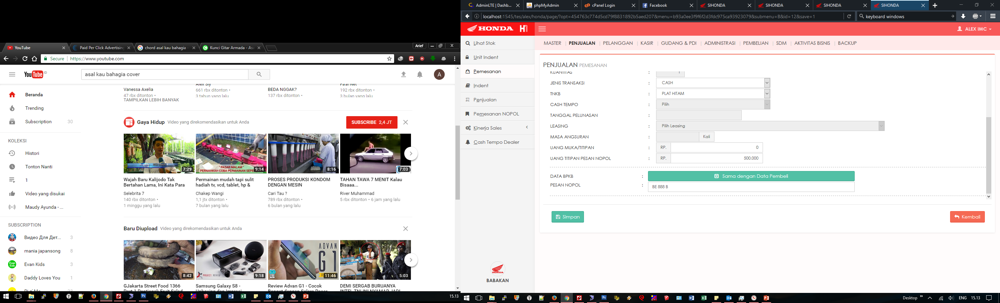 YouTube
Paid Per Click Advertising
chord asal kau bahagia -
Kunci Gitar Armada - Asa
Arief
Secure
https://www.youtube.com
YouTube ID
asal kau bahagia cover
A
Beranda
Trending
Subscription 30
KOLEKSI
Histori
Tonton Nanti
1
Video yang disukai
Maudy Ayunda - ...
SUBSCRIPTION
Видео Для Дет... 3
mania japansong 8
Evan Kids 3
Daddy Loves You 1
Vanessa Axelia
47 rbx ditonton •
TAMPILKAN LEBIH BANYAK
Alex Sly
661 rbx ditonton •
3 tahun yang lalu
BEDA NGGAK?
137 rbx ditonton •
Fa'al Net
192 rbx ditonton •
3 bulan yang lalu
Gaya Hidup Video yang direkomendasikan untuk Anda
SUBSCRIBE 2,4 JT
7:29
Wajah Baru Kalijodo Tak
Bertahan Lama, Ini Kata Para
Selebrita 7
140 rbx ditonton •
1 minggu yang lalu
" PASAR MALAM "
PERNAHKAH COBA PERMAINAN SEPE
9:14
Permainan mudah tapi sulit
hadiah tv, vcd, tablet, hp &
Chakep Wangi
1,1 jtx ditonton •
7 bulan yang lalu
8:16
PROSES PRODUKSI KONDOM
DENGAN MESIN
Cari Tau ?
789 rbx ditonton •
6 bulan yang lalu
7:03
TAHAN TAWA 7 MENIT Kalau
Bisaaa...
River Muhammad
5 rbx ditonton • 6 jam yang lalu
Baru Diupload Video yang direkomendasikan untuk Anda
8:42
GJakarta Street Food 1366
PROJECT: REVIEW
9:18
Samsung Galaxy S8 -
ADVAN
G1
11:46
Review Advan G1 - Cocok
5:03
DEMI SERGAB BURUANYA
15.13
AdminLTE | Dashb...
phpMyAdmin
cPanel Login
Facebook
SIHONDA
SIHONDA
SIHONDA
SIHONDA
localhost:1545/tes/alex/honda/page/?opt=454763c774d5cd79f8831892b5aed207&menu=b93a0ee3f9f6f2d3fdc975ca93923079&submenu=B&id=12&save=1
keyboard windows
ABP
HONDA H1
ALEX IMC
MASTER | PENJUALAN | PELANGGAN | KASIR | GUDANG & PDI | ADMINISTRASI | PEMBELIAN | SDM | AKTIVITAS BISNIS | BACKUP
Lihat Stok
Unit Indent
Pemesanan
Indent
Penjualan
Pemesanan NOPOL
Kinerja Sales
Cash Tempo Dealer
HONDA
BABAKAN
PENJUALAN PEMESANAN
KUANTITAS : 1
JENIS TRANSAKSI : CASH
TNKB : PLAT HITAM
CASH TEMPO : Pilih
TANGGAL PELUNASAN :
LEASING : Pilih Leasing
MASA ANGSURAN : Kali
UANG MUKA/TITIPAN : RP. 0
UANG TITIPAN PESAN NOPOL : RP. 500.000
DATA BPKB : Sama dengan Data Pembeli
PESAN NOPOL : BE 888 B
Simpan
Kembali
Desktop
ENG 15.13